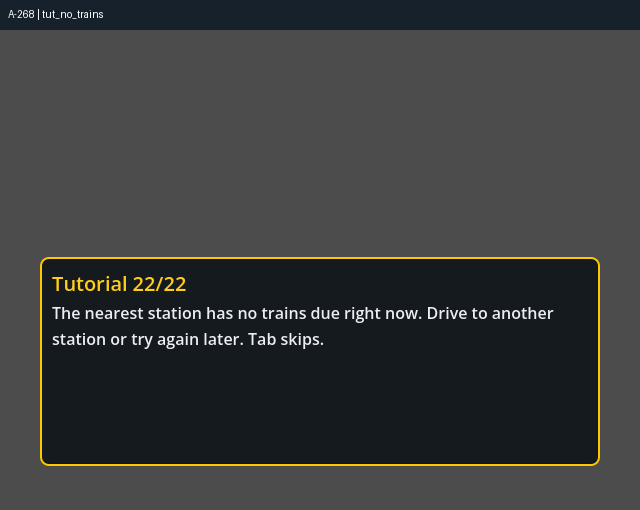 A-268 | tut_no_trains
Tutorial 22/22
The nearest station has no trains due right now. Drive to another
station or try again later. Tab skips.